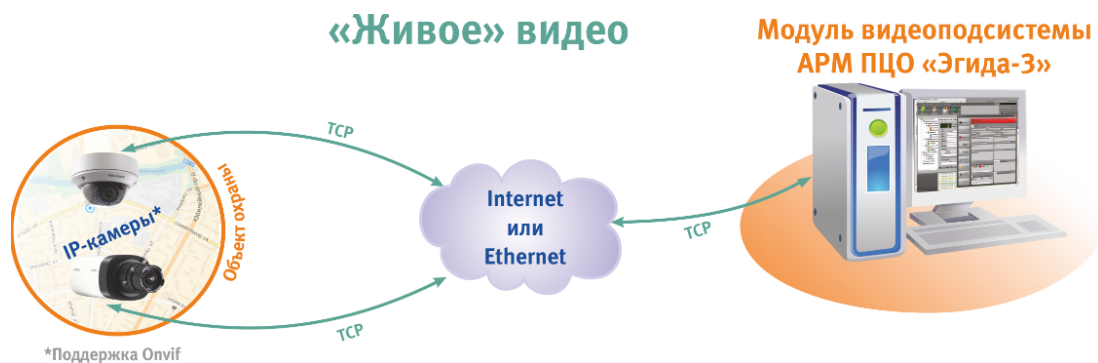 «Живое» видео
Модуль видеоподсистемы
АРМ ПЦО «Эгида-3»
TCP
Объект охраны
IP-камеры*
Internet
или
Ethernet
TCP
TCP
*Поддержка Onvif